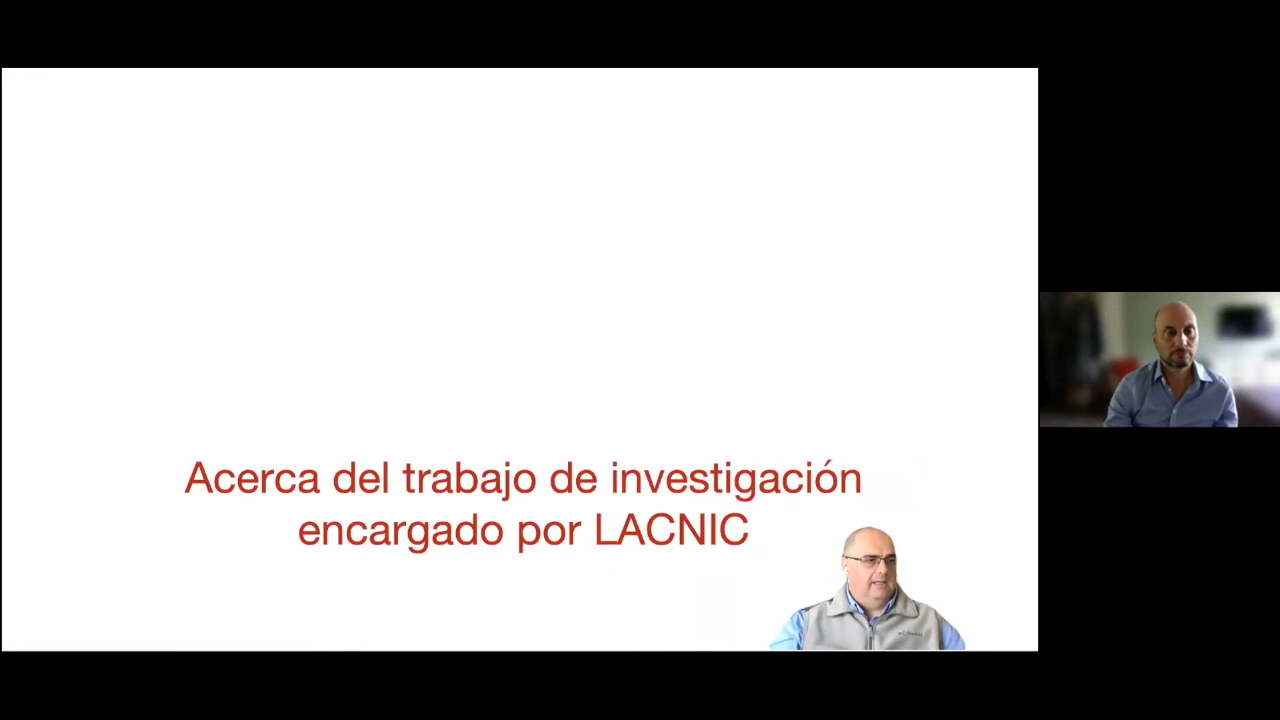 Acerca del trabajo de investigación
encargado por LACNIC